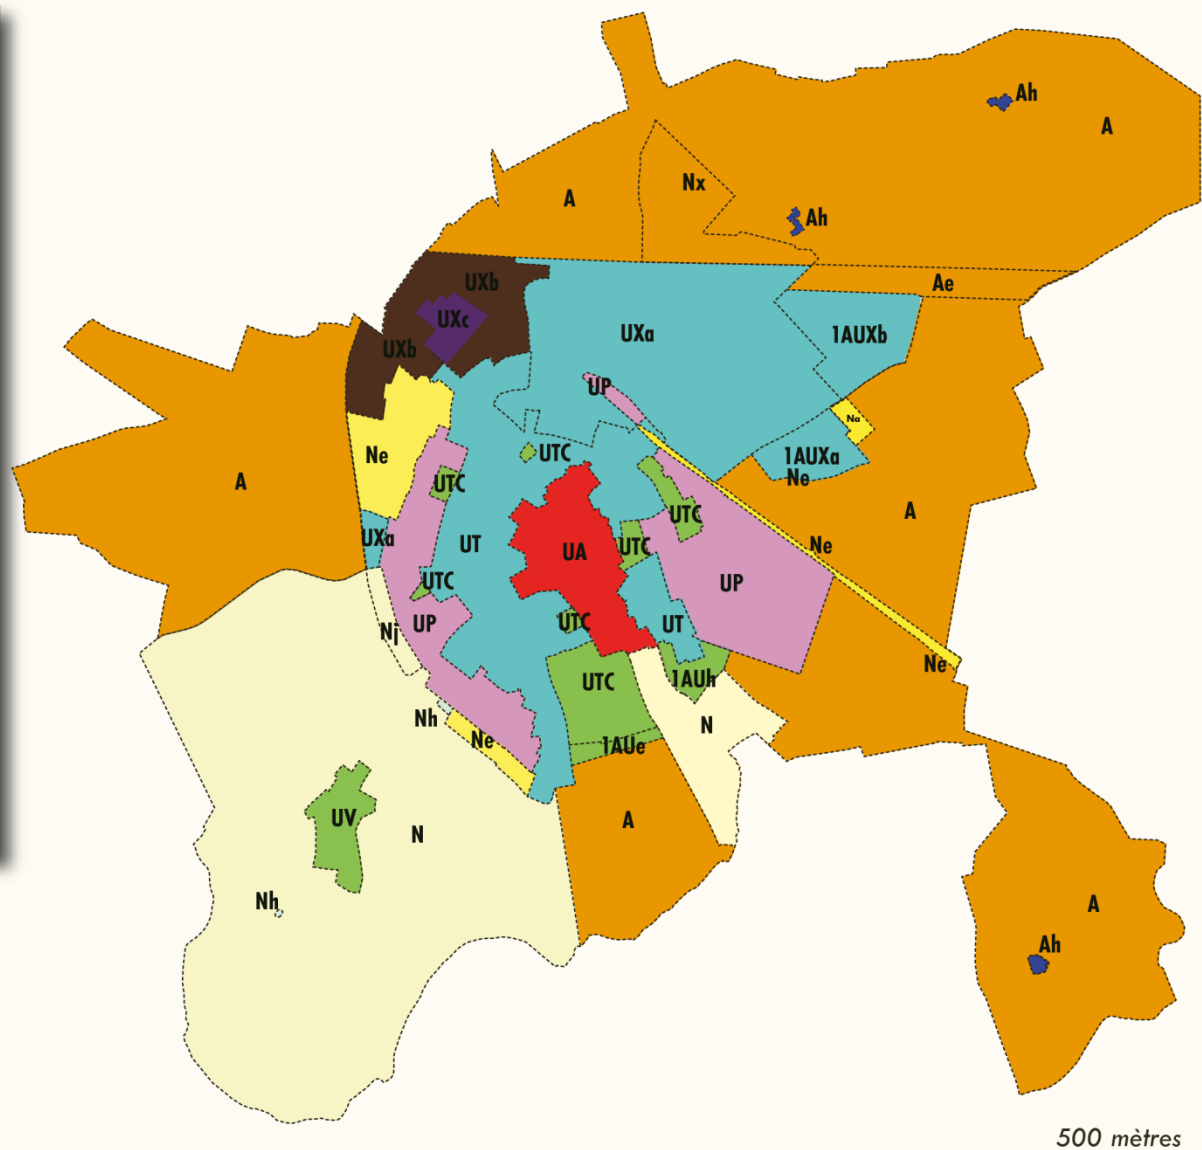 Ah
A
Nx
A
Ah
UXb
Ae
UXc
UXa
1AUXb
UXb
UP
Na
Ne
UTC
1AUXa
Ne
A
UTC
A
UTC
UXa
UT
UA
UTC
Ne
UTC
UP
UP
Nj
UTC
UT
Ne
UTC
1AUh
Nh
N
Ne
1AUe
UV
A
N
Nh
A
Ah
500 mètres